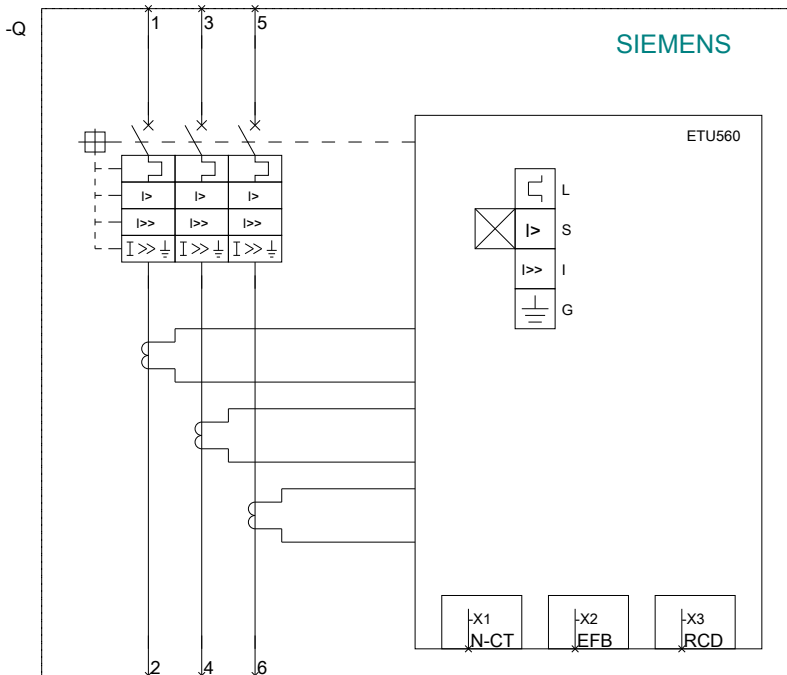 -Q
1 3 5
SIEMENS
ETU560
I> I> I>
I>> I>> I>>
I>> I>> I>>
L
I> S
I>> I
G
-X1 -X2 -X3
N-CT EFB RCD
2 4 6